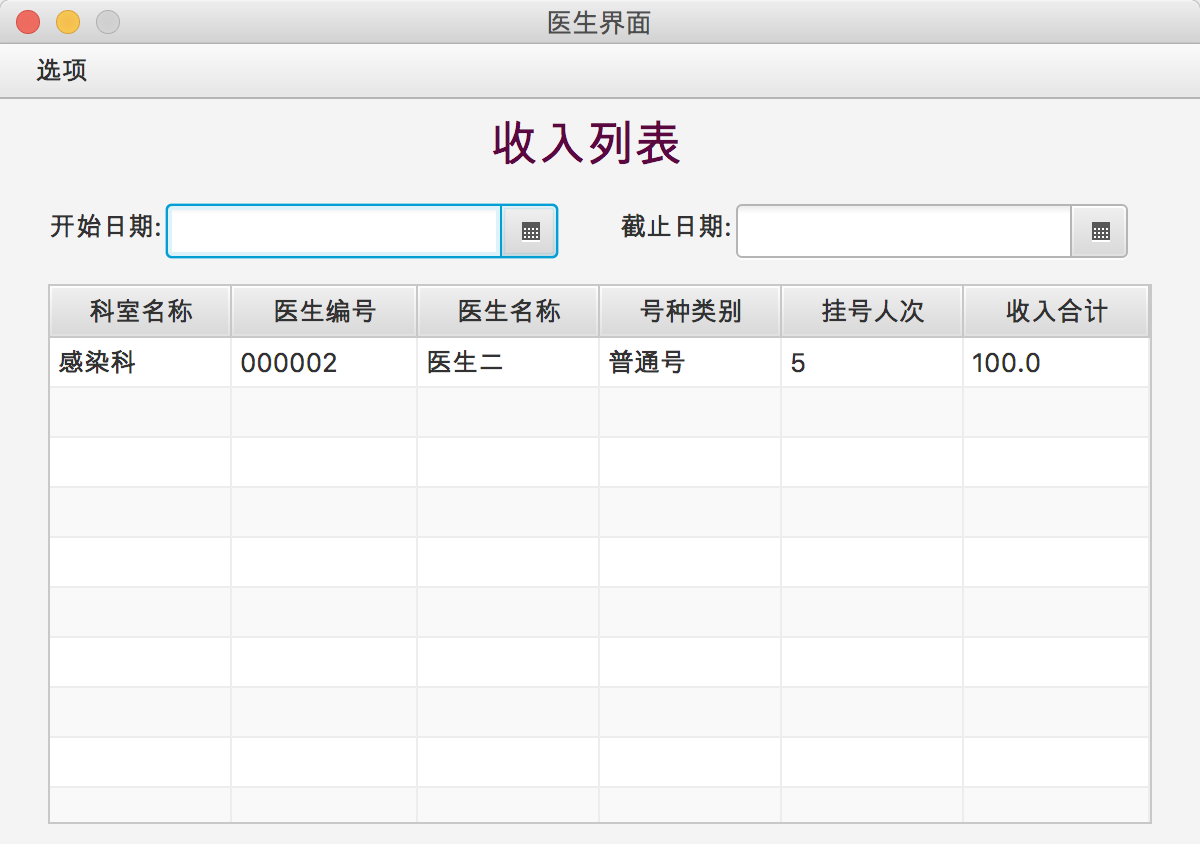 医生界面
选项
收入列表
开始日期: 截止日期:
科室名称 医生编号 医生名称 号种类别 挂号人次 收入合计
感染科 000002 医生二 普通号 5 100.0